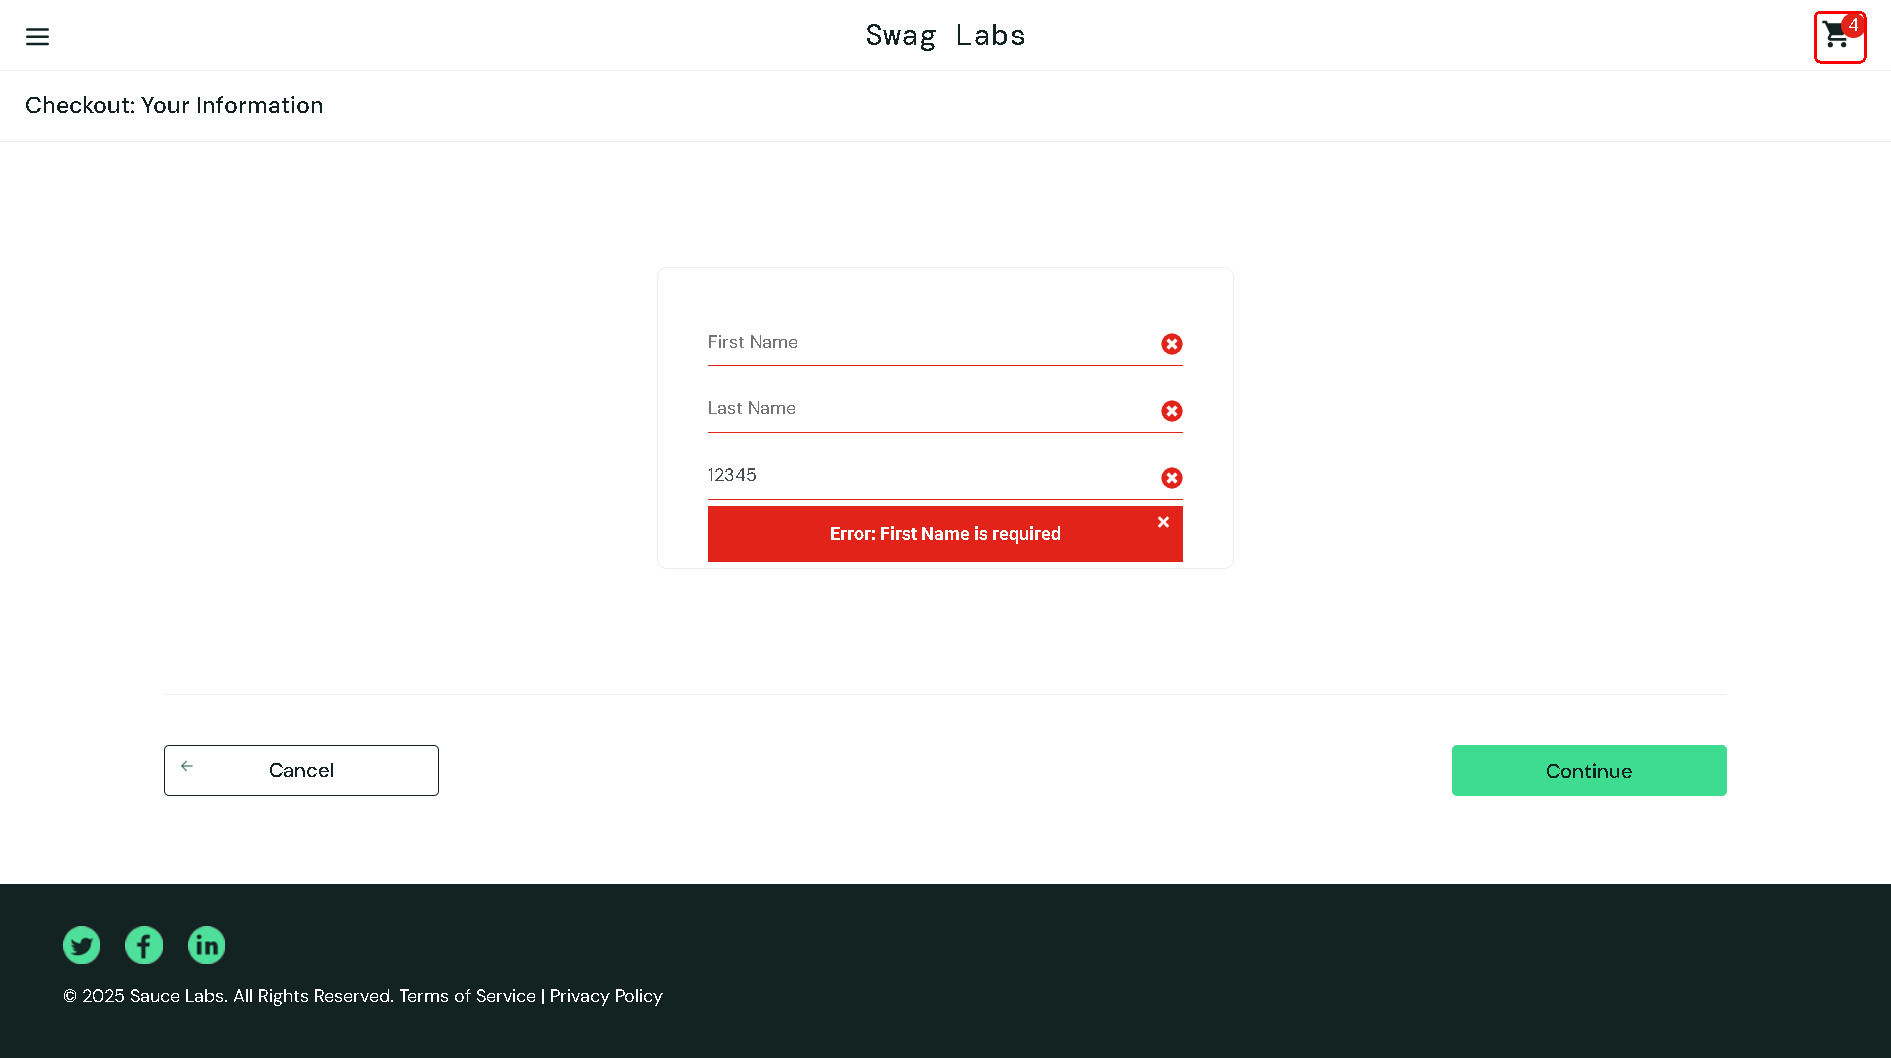 Swag Labs
4
Checkout: Your Information
First Name
Last Name
12345
Error: First Name is required
Cancel
Continue
© 2025 Sauce Labs. All Rights Reserved. Terms of Service | Privacy Policy